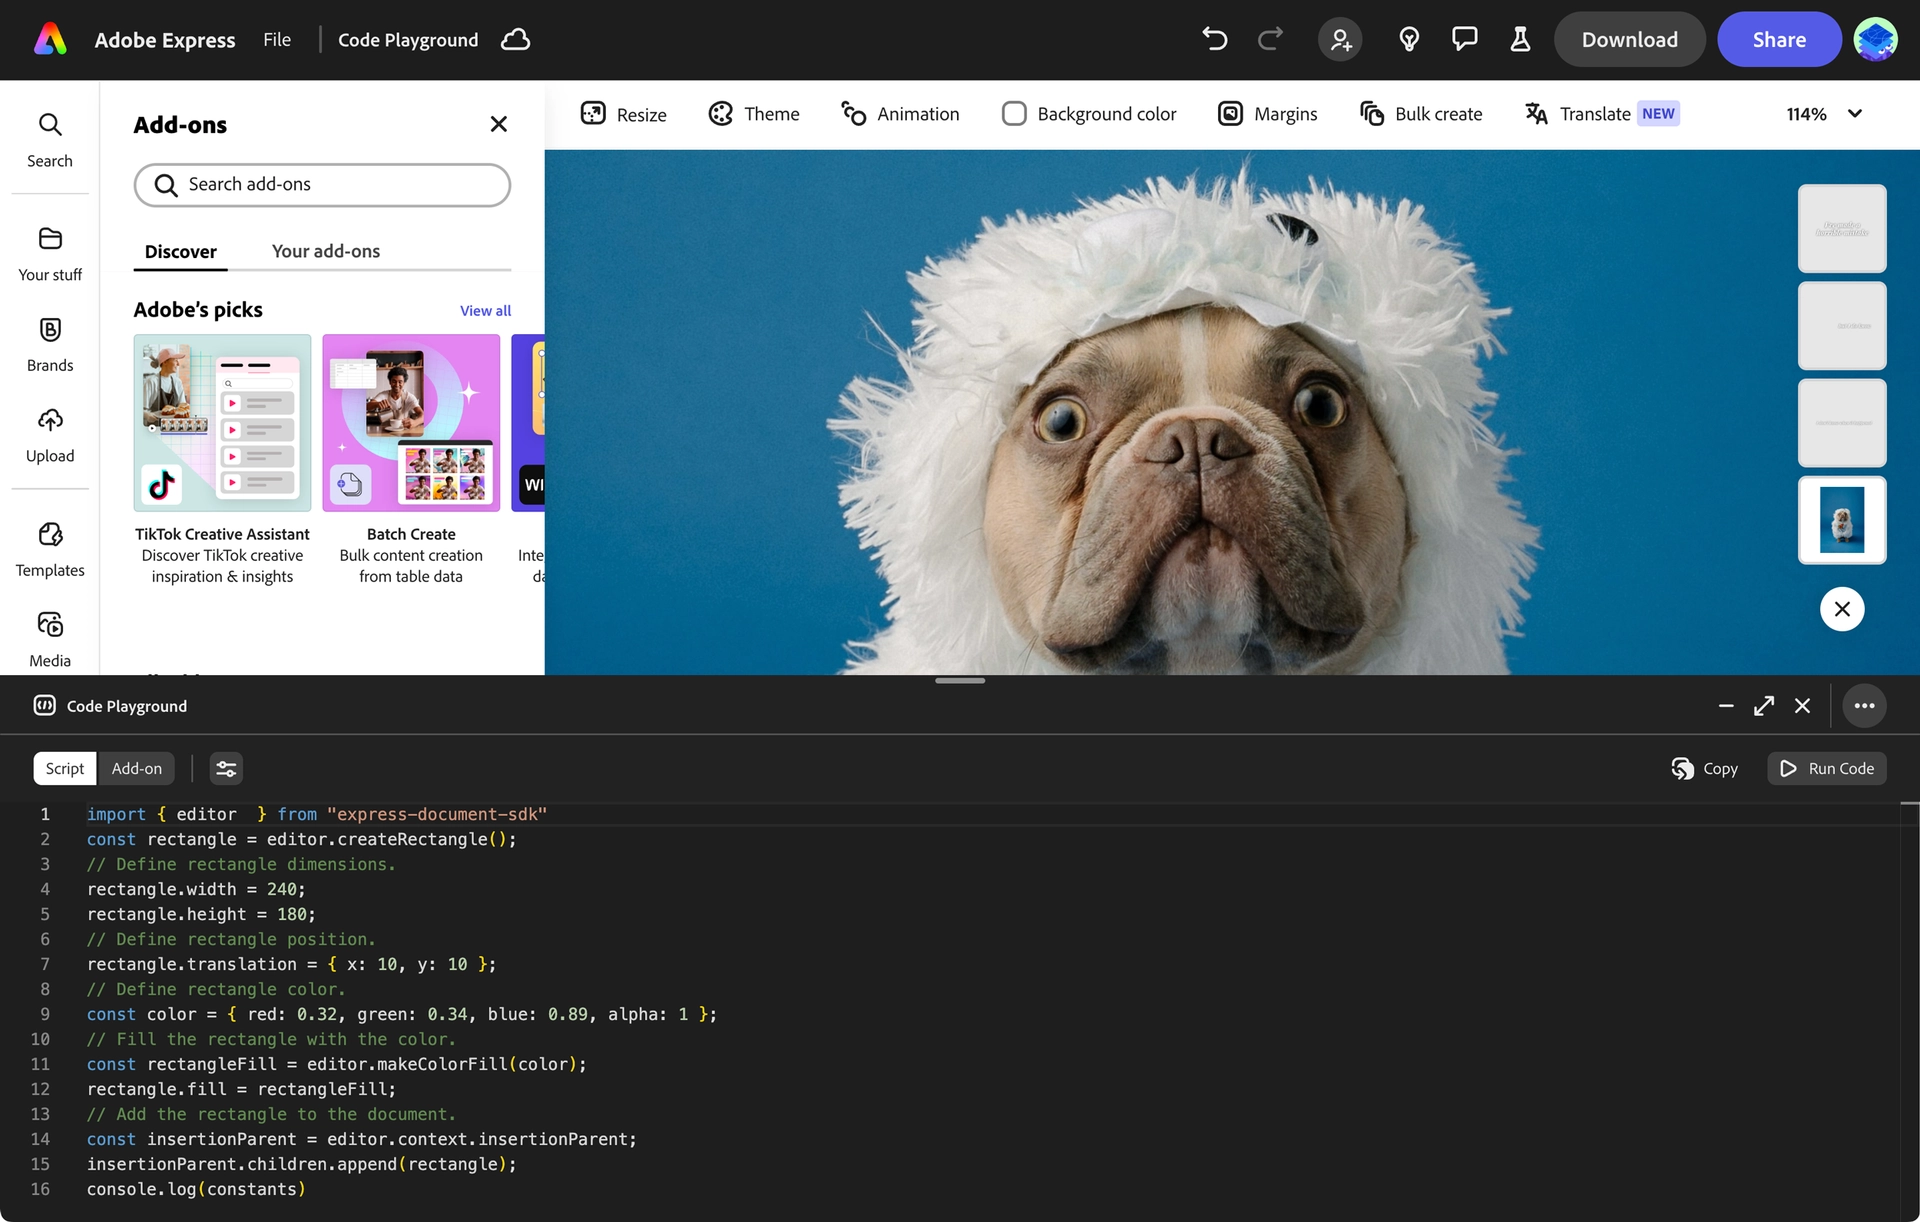 Adobe Express File Code Playground Download Share
Search
Your stuff
Brands
Upload
Templates
Media
Add-ons
Search add-ons
Discover Your add-ons
Adobe’s picks View all
WI
TikTok Creative Assistant
Discover TikTok creative
inspiration & insights
Batch Create
Bulk content creation
from table data
Inte
da
Resize Theme Animation Background color Margins Bulk create Translate NEW 114%
Code Playground
Script Add-on Copy Run Code
1 import { editor  } from "express-document-sdk"
2 const rectangle = editor.createRectangle();
3 // Define rectangle dimensions.
4 rectangle.width = 240;
5 rectangle.height = 180;
6 // Define rectangle position.
7 rectangle.translation = { x: 10, y: 10 };
8 // Define rectangle color.
9 const color = { red: 0.32, green: 0.34, blue: 0.89, alpha: 1 };
10 // Fill the rectangle with the color.
11 const rectangleFill = editor.makeColorFill(color);
12 rectangle.fill = rectangleFill;
13 // Add the rectangle to the document.
14 const insertionParent = editor.context.insertionParent;
15 insertionParent.children.append(rectangle);
16 console.log(constants)